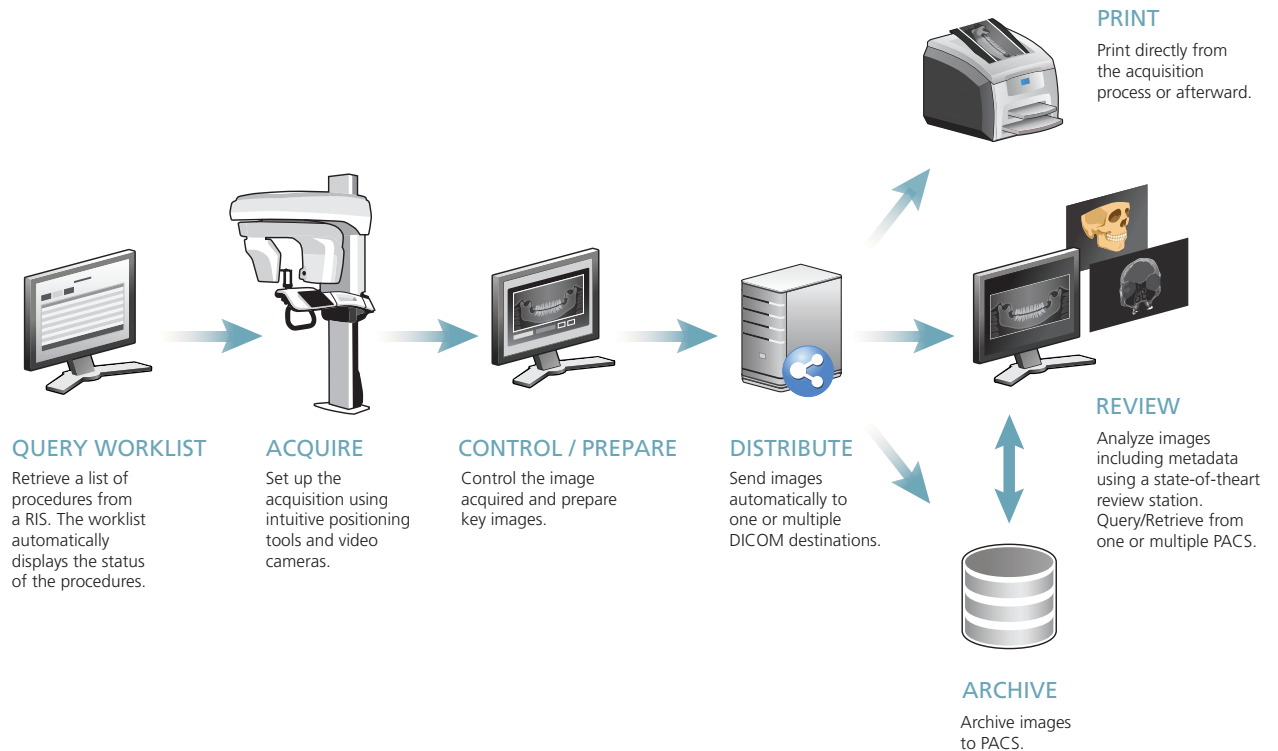 PRINT
Print directly from
the acquisition
process or afterward.
QUERY WORKLIST
Retrieve a list of
procedures from
a RIS. The worklist
automatically
displays the status
of the procedures.
ACQUIRE
Set up the
acquisition using
intuitive positioning
tools and video
cameras.
CONTROL / PREPARE
Control the image
acquired and prepare
key images.
DISTRIBUTE
Send images
automatically to
one or multiple
DICOM destinations.
REVIEW
Analyze images
including metadata
using a state-of-theart
review station.
Query/Retrieve from
one or multiple PACS.
ARCHIVE
Archive images
to PACS.